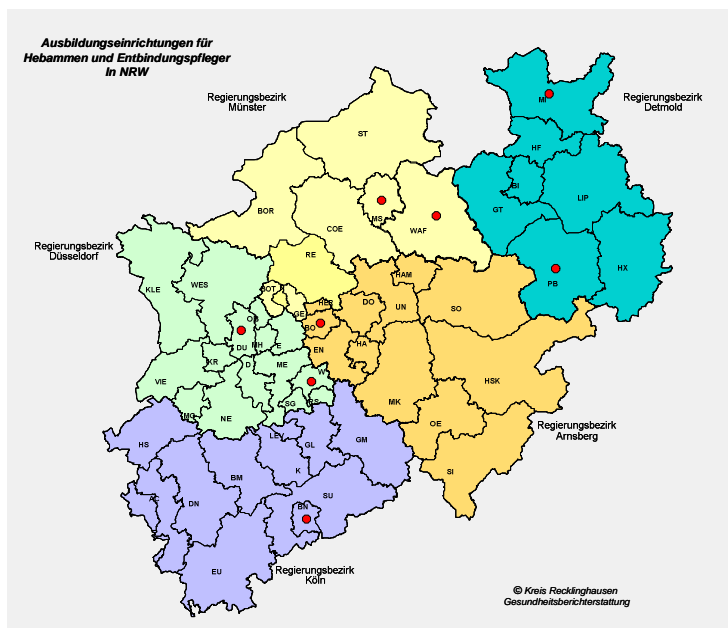 Ausbildungseinrichtungen für
Hebammen und Entbindungspfleger
In NRW
Regierungsbezirk
Münster
Regierungsbezirk
Detmold
Regierungsbezirk
Düsseldorf
Regierungsbezirk
Arnsberg
Regierungsbezirk
Köln
MI
HF
BI
GT
LIP
PB
HX
ST
BOR
COE
MS
WAF
RE
BOT
GE
KLE
WES
OB
DU
MH
E
KR
D
ME
VIE
MG
NE
SG
RS
W
HER
BO
DO
HAM
UN
SO
EN
HA
MK
HSK
OE
SI
HS
AC
DN
BM
LEV
GL
K
GM
SU
BN
EU
© Kreis Recklinghausen
Gesundheitsberichterstattung